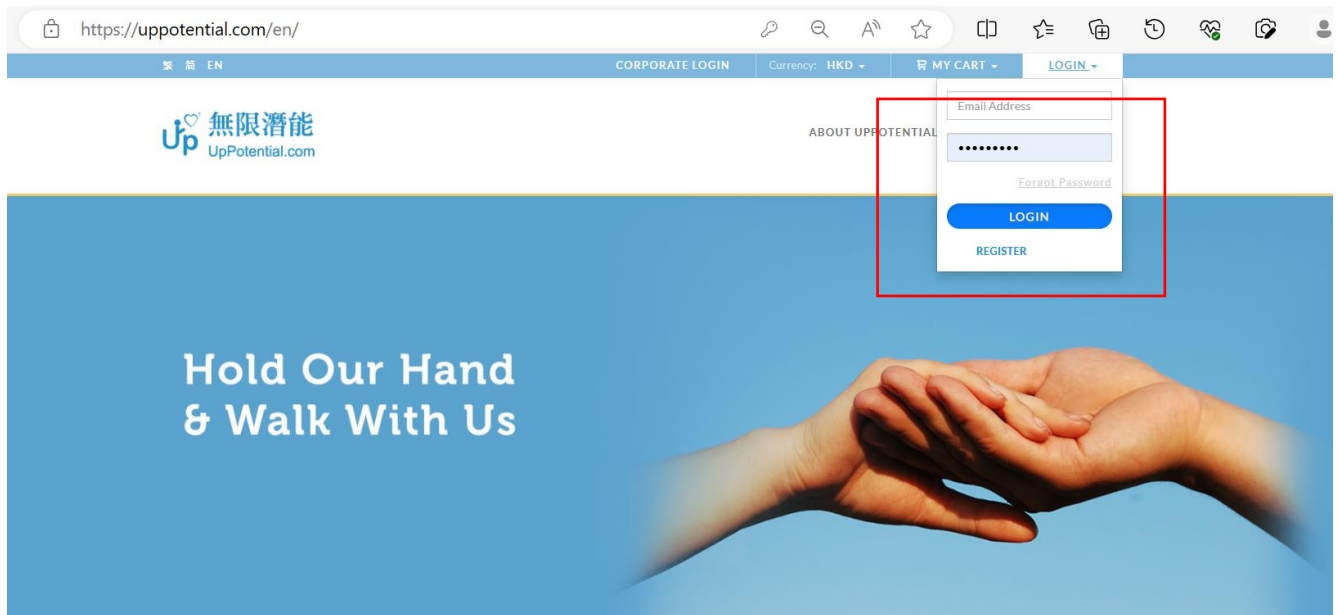 https://uppotential.com/en/
繁 简 EN
CORPORATE LOGIN
Currency: HKD
MY CART
LOGIN
Up 無限潛能
UpPotential.com
ABOUT UPPOTENTIAL
Email Address
•••••••••
Forgot Password
LOGIN
REGISTER
Hold Our Hand
& Walk With Us